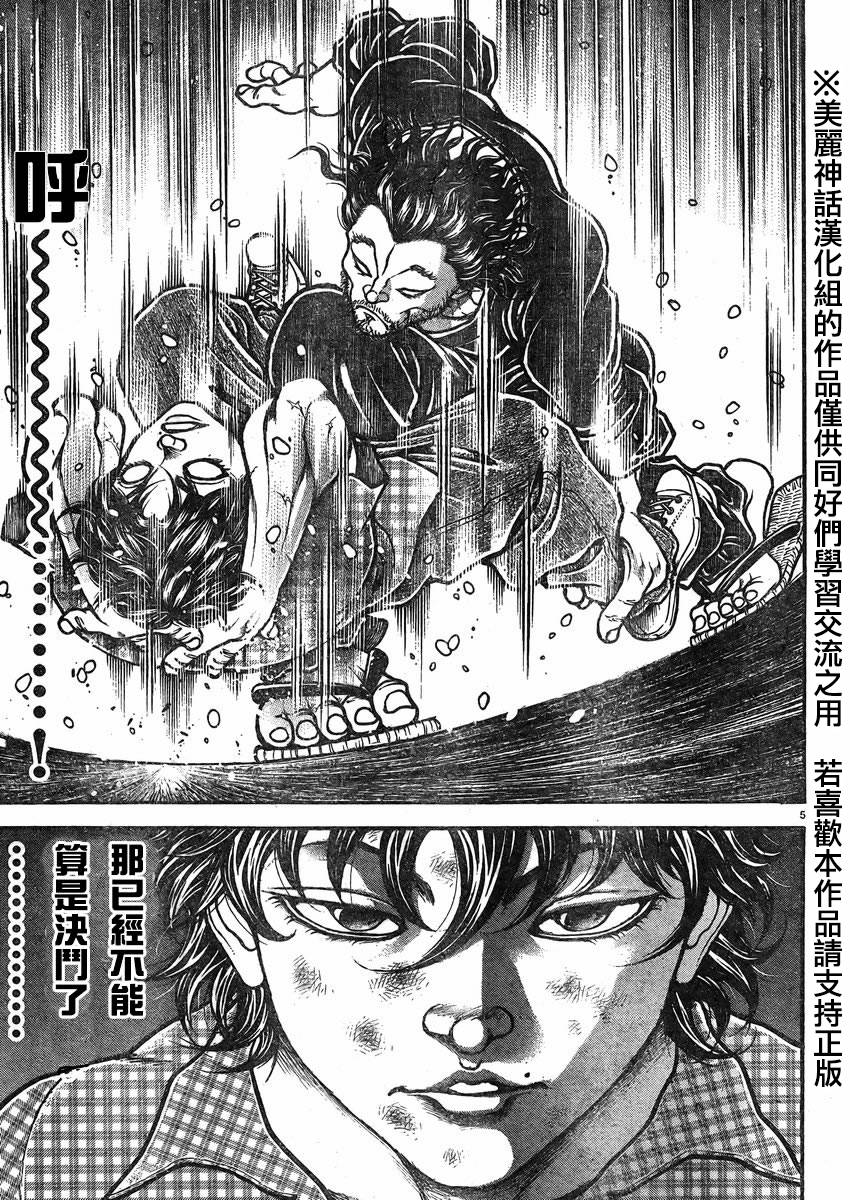 ※美麗神話漢化組的作品僅供同好們學習交流之用 若喜歡本作品請支持正版
呼～～～～～…………！
5
那已經不能
算是決鬥了
…………